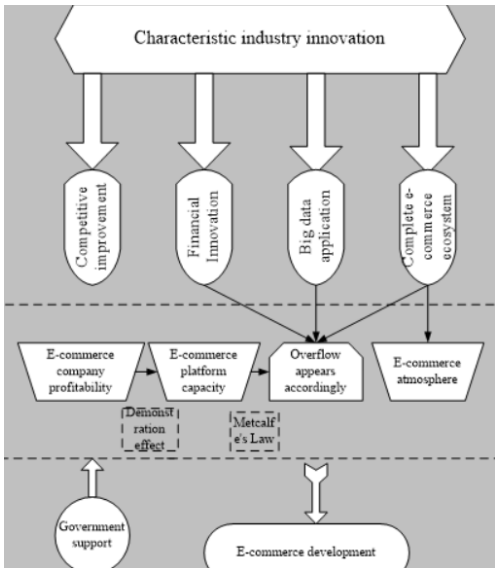 Characteristic industry innovation
Competitive
improvement
Financial
Innovation
Big data
application
Complete e-
commerce
ecosystem
E-commerce
company
profitability
E-commerce
platform
capacity
Overflow
appears
accordingly
E-commerce
atmosphere
Demonst
ration
effect
Metcalf
e's Law
Government
support
E-commerce development